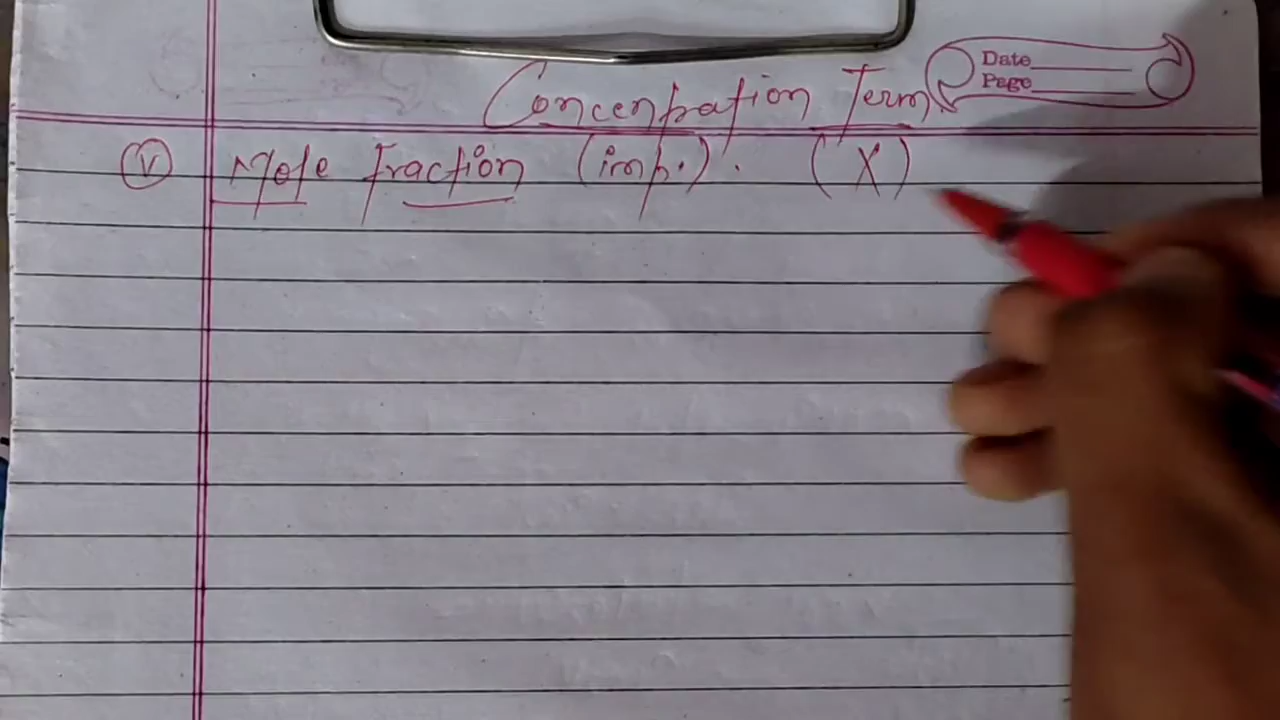 Date
Page
Concentration Term
(v) Mole fraction (imp.). (X)